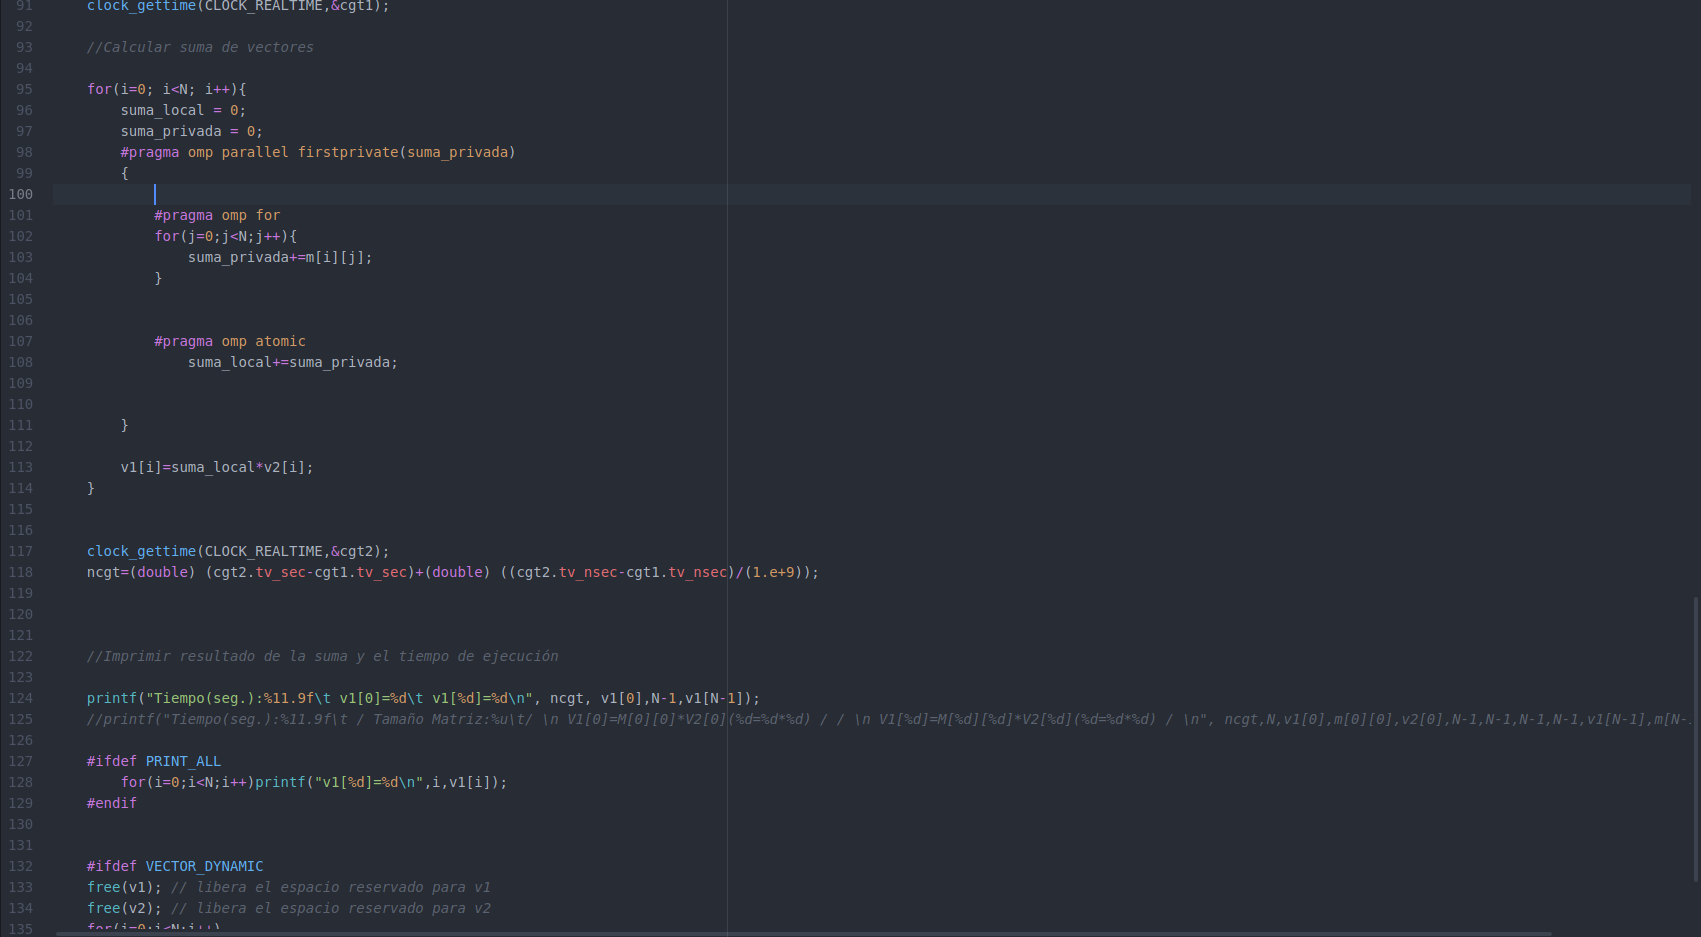 91 clock_gettime(CLOCK_REALTIME,&cgt1);
92
93 //Calcular suma de vectores
94
95 for(i=0; i<N; i++){
96 suma_local = 0;
97 suma_privada = 0;
98 #pragma omp parallel firstprivate(suma_privada)
99 {
100
101 #pragma omp for
102 for(j=0;j<N;j++){
103 suma_privada+=m[i][j];
104 }
105
106
107 #pragma omp atomic
108 suma_local+=suma_privada;
109
110
111 }
112
113 v1[i]=suma_local*v2[i];
114 }
115
116
117 clock_gettime(CLOCK_REALTIME,&cgt2);
118 ncgt=(double) (cgt2.tv_sec-cgt1.tv_sec)+(double) ((cgt2.tv_nsec-cgt1.tv_nsec)/(1.e+9));
119
120
121
122 //Imprimir resultado de la suma y el tiempo de ejecución
123
124 printf("Tiempo(seg.):%11.9f\t v1[0]=%d\t v1[%d]=%d\n", ncgt, v1[0],N-1,v1[N-1]);
125 //printf("Tiempo(seg.):%11.9f\t / Tamaño Matriz:%u\t/ \n V1[0]=M[0][0]*V2[0](%d=%d*%d) / / \n V1[%d]=M[%d][%d]*V2[%d](%d=%d*%d) / \n", ncgt,N,v1[0],m[0][0],v2[0],N-1,N-1,N-1,N-1,v1[N-1],m[N-
126
127 #ifdef PRINT_ALL
128 for(i=0;i<N;i++)printf("v1[%d]=%d\n",i,v1[i]);
129 #endif
130
131
132 #ifdef VECTOR_DYNAMIC
133 free(v1); // libera el espacio reservado para v1
134 free(v2); // libera el espacio reservado para v2
135 for(i=0;i<N;i++)